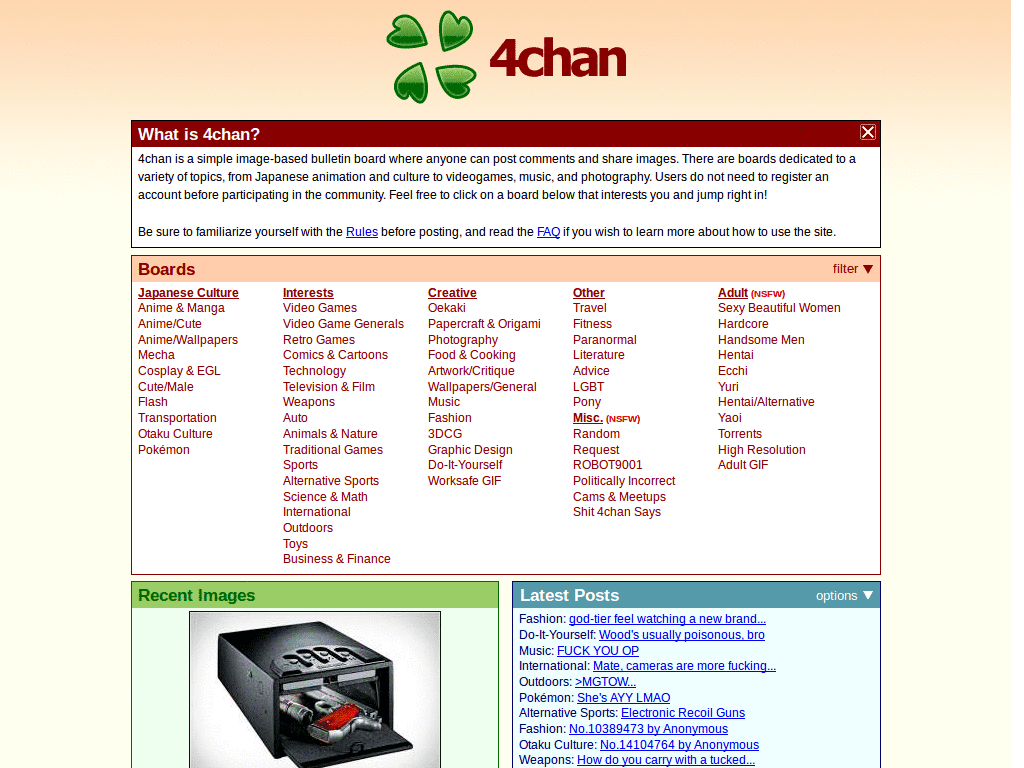 4chan
What is 4chan?
4chan is a simple image-based bulletin board where anyone can post comments and share images. There are boards dedicated to a
variety of topics, from Japanese animation and culture to videogames, music, and photography. Users do not need to register an
account before participating in the community. Feel free to click on a board below that interests you and jump right in!
Be sure to familiarize yourself with the Rules before posting, and read the FAQ if you wish to learn more about how to use the site.
Boards
filter ▼
Japanese Culture
Anime & Manga
Anime/Cute
Anime/Wallpapers
Mecha
Cosplay & EGL
Cute/Male
Flash
Transportation
Otaku Culture
Pokémon
Interests
Video Games
Video Game Generals
Retro Games
Comics & Cartoons
Technology
Television & Film
Weapons
Auto
Animals & Nature
Traditional Games
Sports
Alternative Sports
Science & Math
International
Outdoors
Toys
Business & Finance
Creative
Oekaki
Papercraft & Origami
Photography
Food & Cooking
Artwork/Critique
Wallpapers/General
Music
Fashion
3DCG
Graphic Design
Do-It-Yourself
Worksafe GIF
Other
Travel
Fitness
Paranormal
Literature
Advice
LGBT
Pony
Misc. (NSFW)
Random
Request
ROBOT9001
Politically Incorrect
Cams & Meetups
Shit 4chan Says
Adult (NSFW)
Sexy Beautiful Women
Hardcore
Handsome Men
Hentai
Ecchi
Yuri
Hentai/Alternative
Yaoi
Torrents
High Resolution
Adult GIF
Recent Images
Latest Posts
options ▼
Fashion: god-tier feel watching a new brand...
Do-It-Yourself: Wood's usually poisonous, bro
Music: FUCK YOU OP
International: Mate, cameras are more fucking...
Outdoors: >MGTOW...
Pokémon: She's AYY LMAO
Alternative Sports: Electronic Recoil Guns
Fashion: No.10389473 by Anonymous
Otaku Culture: No.14104764 by Anonymous
Weapons: How do you carry with a tucked...